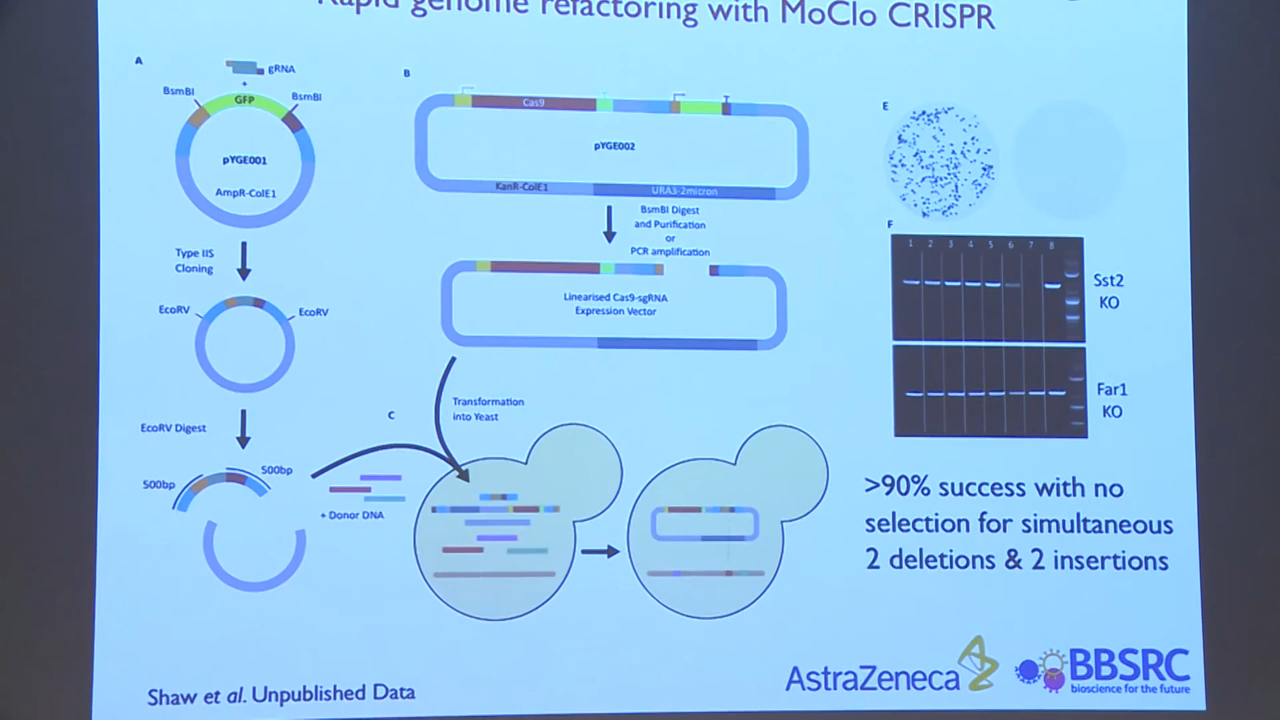 Rapid genome refactoring with MoClo CRISPR
A
gRNA
+
BsmBI
GFP
BsmBI
pYGE001
AmpR-ColE1
Type IIS
Cloning
EcoRV
EcoRV
EcoRV Digest
500bp
500bp
B
Cas9
pYGE002
KanR-ColE1
URA3-2micron
BsmBI Digest
and Purification
or
PCR amplification
Linearised Cas9-sgRNA
Expression Vector
C
Transformation
into Yeast
+ Donor DNA
E
F
1 2 3 4 5 6 7 8
Sst2
KO
Far1
KO
>90% success with no
selection for simultaneous
2 deletions & 2 insertions
Shaw et al. Unpublished Data
AstraZeneca
BBSRC
bioscience for the future